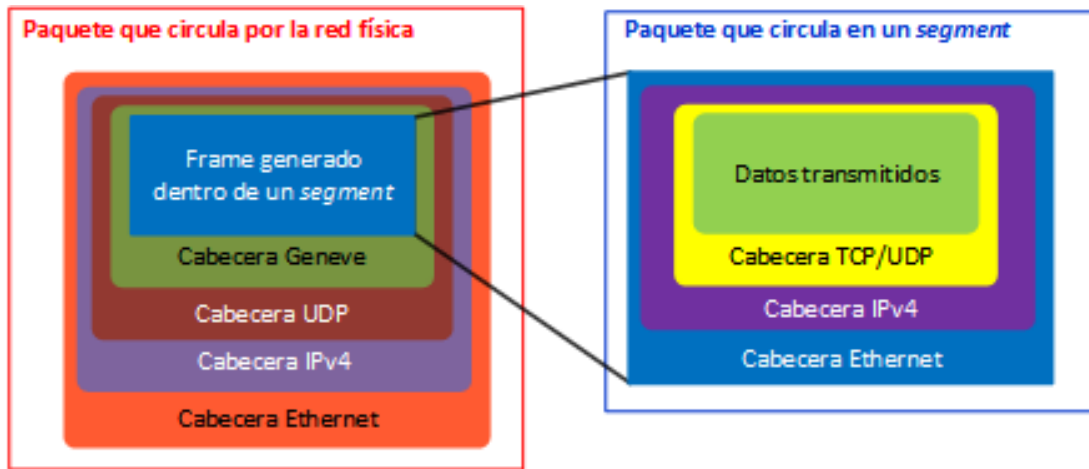 Paquete que circula por la red física
Frame generado
dentro de un segment
Cabecera Geneve
Cabecera UDP
Cabecera IPv4
Cabecera Ethernet
Paquete que circula en un segment
Datos transmitidos
Cabecera TCP/UDP
Cabecera IPv4
Cabecera Ethernet